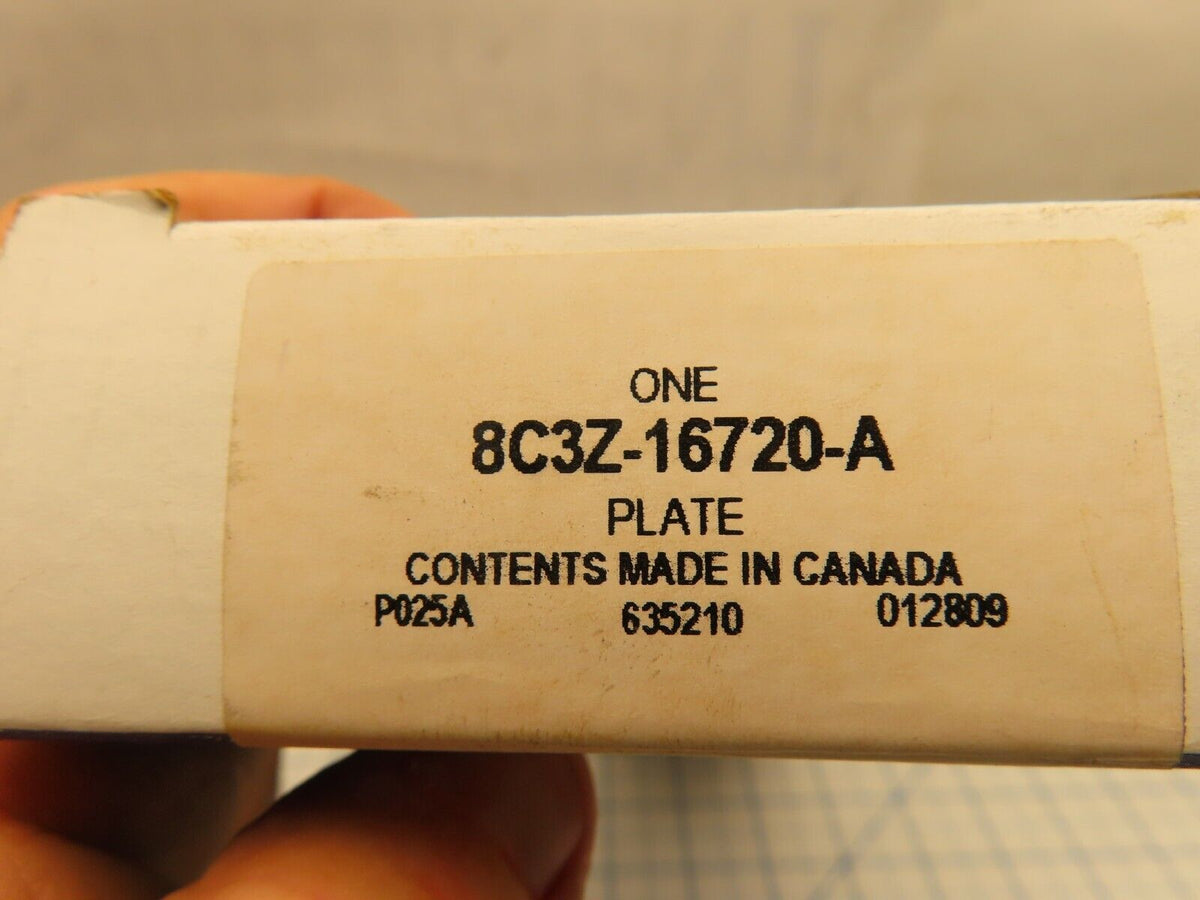 ONE
8C3Z-16720-A
PLATE
CONTENTS MADE IN CANADA
P025A 635210 012809